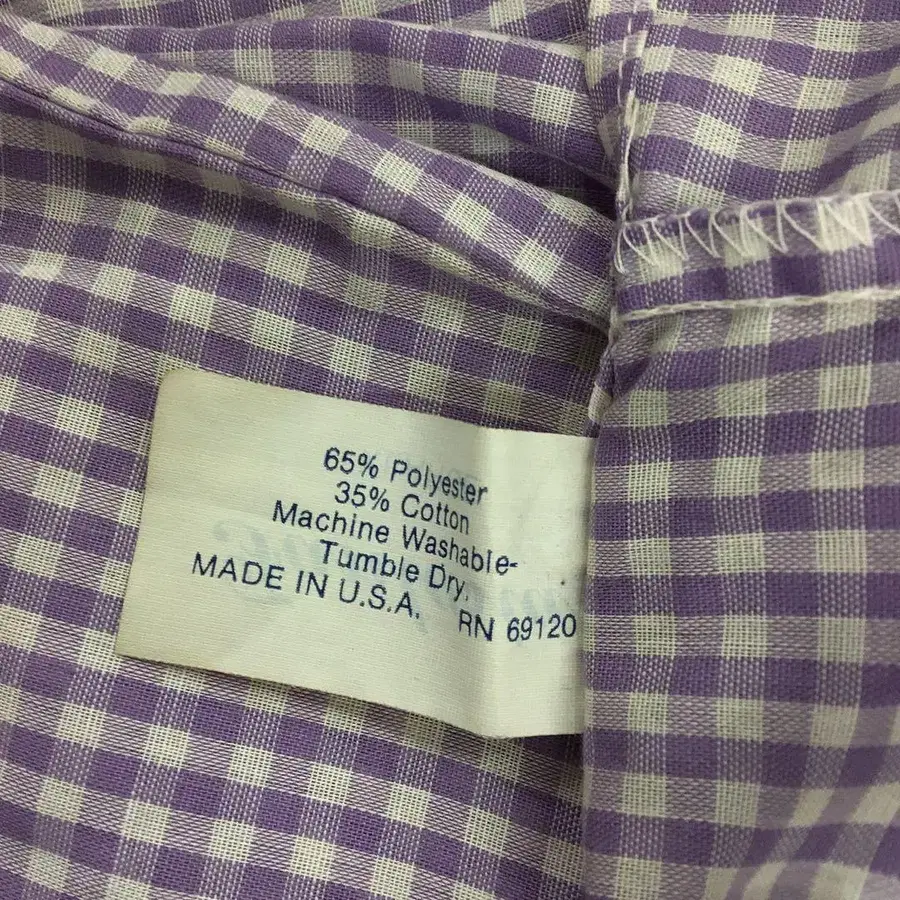 65% Polyester
35% Cotton
Machine Washable-
Tumble Dry.
MADE IN U.S.A. RN 69120